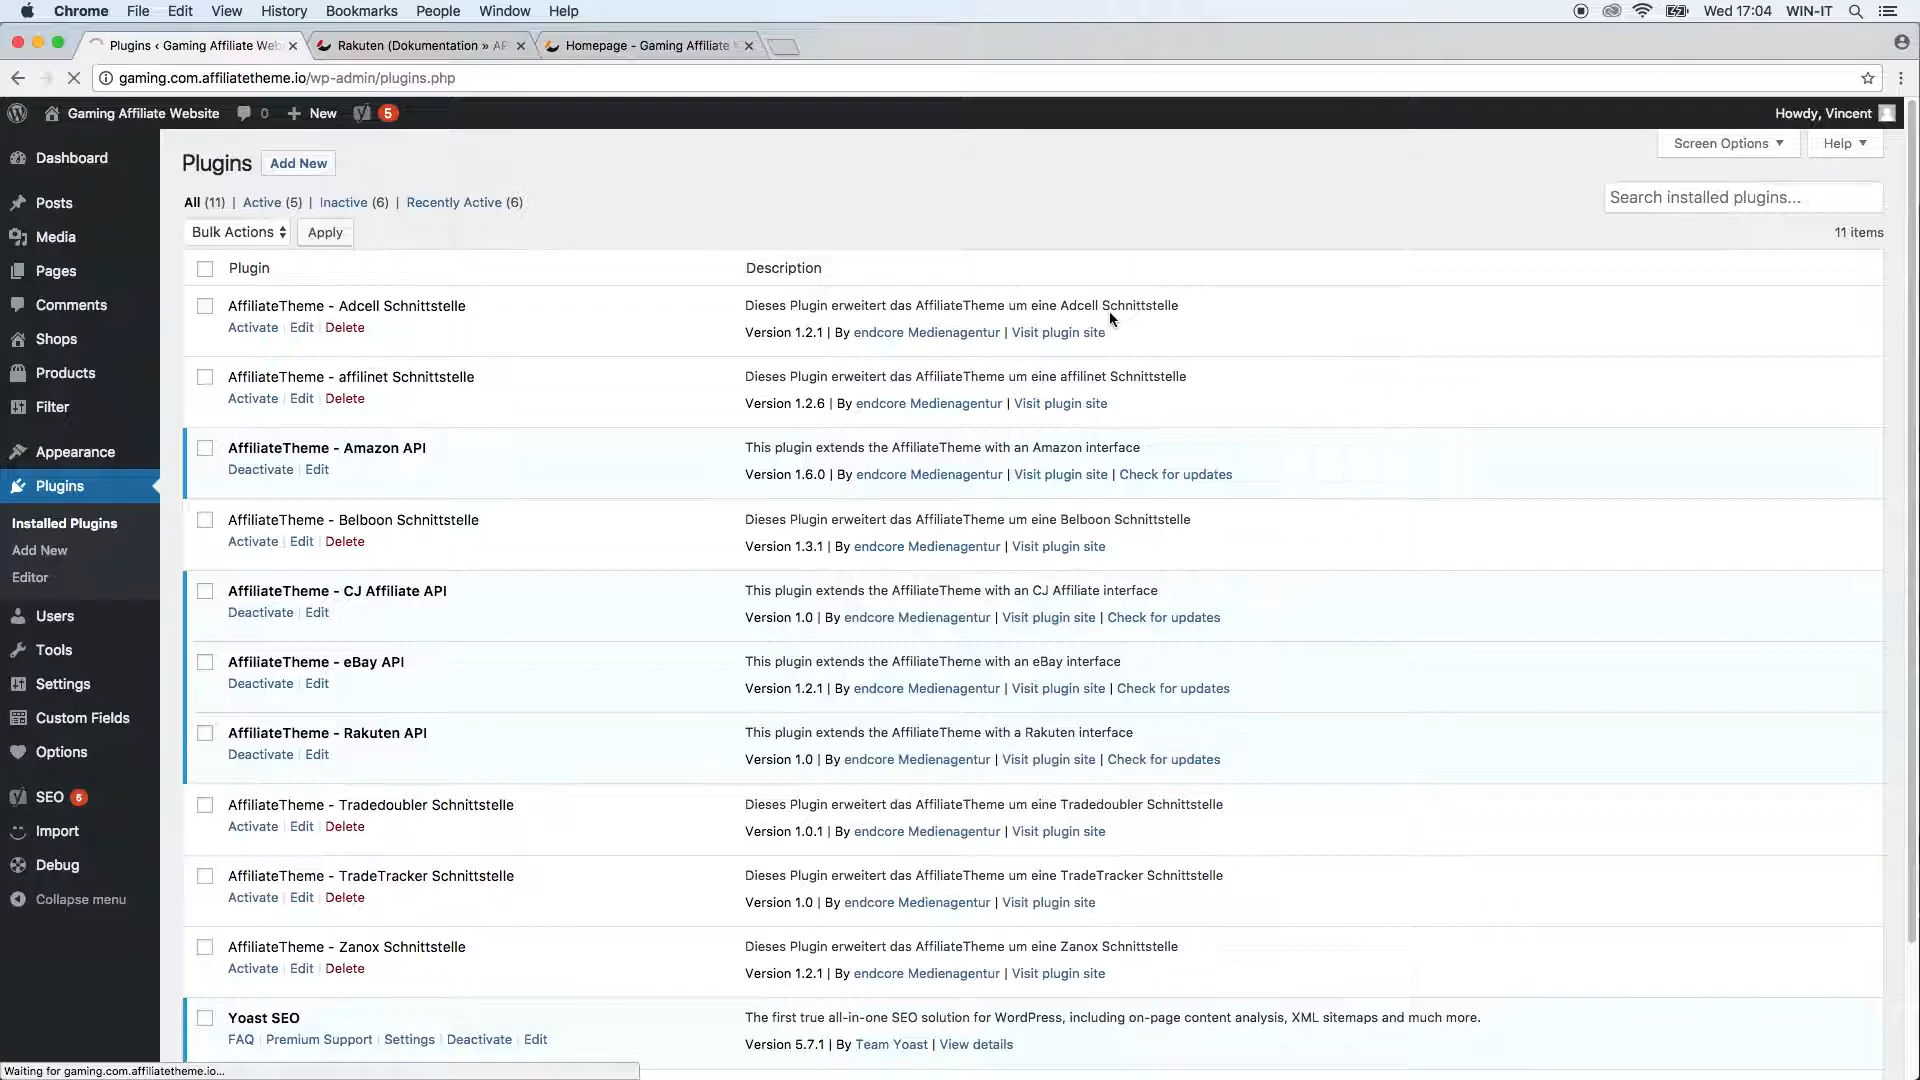 Chrome File Edit View History Bookmarks People Window Help Wed 17:04 WIN-IT
Plugins ‹ Gaming Affiliate Web Rakuten (Dokumentation » AP Homepage - Gaming Affiliate
gaming.com.affiliatetheme.io/wp-admin/plugins.php
Gaming Affiliate Website 0 New 5 Howdy, Vincent
Screen Options Help
Dashboard
Posts
Media
Pages
Comments
Shops
Products
Filter
Appearance
Plugins
Installed Plugins
Add New
Editor
Users
Tools
Settings
Custom Fields
Options
SEO 5
Import
Debug
Collapse menu
Plugins Add New
All (11) | Active (5) | Inactive (6) | Recently Active (6)
Search installed plugins...
Bulk Actions Apply
11 items
Plugin Description
AffiliateTheme - Adcell Schnittstelle Dieses Plugin erweitert das AffiliateTheme um eine Adcell Schnittstelle
Activate | Edit | Delete Version 1.2.1 | By endcore Medienagentur | Visit plugin site
AffiliateTheme - affilinet Schnittstelle Dieses Plugin erweitert das AffiliateTheme um eine affilinet Schnittstelle
Activate | Edit | Delete Version 1.2.6 | By endcore Medienagentur | Visit plugin site
AffiliateTheme - Amazon API This plugin extends the AffiliateTheme with an Amazon interface
Deactivate | Edit Version 1.6.0 | By endcore Medienagentur | Visit plugin site | Check for updates
AffiliateTheme - Belboon Schnittstelle Dieses Plugin erweitert das AffiliateTheme um eine Belboon Schnittstelle
Activate | Edit | Delete Version 1.3.1 | By endcore Medienagentur | Visit plugin site
AffiliateTheme - CJ Affiliate API This plugin extends the AffiliateTheme with an CJ Affiliate interface
Deactivate | Edit Version 1.0 | By endcore Medienagentur | Visit plugin site | Check for updates
AffiliateTheme - eBay API This plugin extends the AffiliateTheme with an eBay interface
Deactivate | Edit Version 1.2.1 | By endcore Medienagentur | Visit plugin site | Check for updates
AffiliateTheme - Rakuten API This plugin extends the AffiliateTheme with a Rakuten interface
Deactivate | Edit Version 1.0 | By endcore Medienagentur | Visit plugin site | Check for updates
AffiliateTheme - Tradedoubler Schnittstelle Dieses Plugin erweitert das AffiliateTheme um eine Tradedoubler Schnittstelle
Activate | Edit | Delete Version 1.0.1 | By endcore Medienagentur | Visit plugin site
AffiliateTheme - TradeTracker Schnittstelle Dieses Plugin erweitert das AffiliateTheme um eine TradeTracker Schnittstelle
Activate | Edit | Delete Version 1.0 | By endcore Medienagentur | Visit plugin site
AffiliateTheme - Zanox Schnittstelle Dieses Plugin erweitert das AffiliateTheme um eine Zanox Schnittstelle
Activate | Edit | Delete Version 1.2.1 | By endcore Medienagentur | Visit plugin site
Yoast SEO The first true all-in-one SEO solution for WordPress, including on-page content analysis, XML sitemaps and much more.
FAQ | Premium Support | Settings | Deactivate | Edit Version 5.7.1 | By Team Yoast | View details
Waiting for gaming.com.affiliatetheme.io...